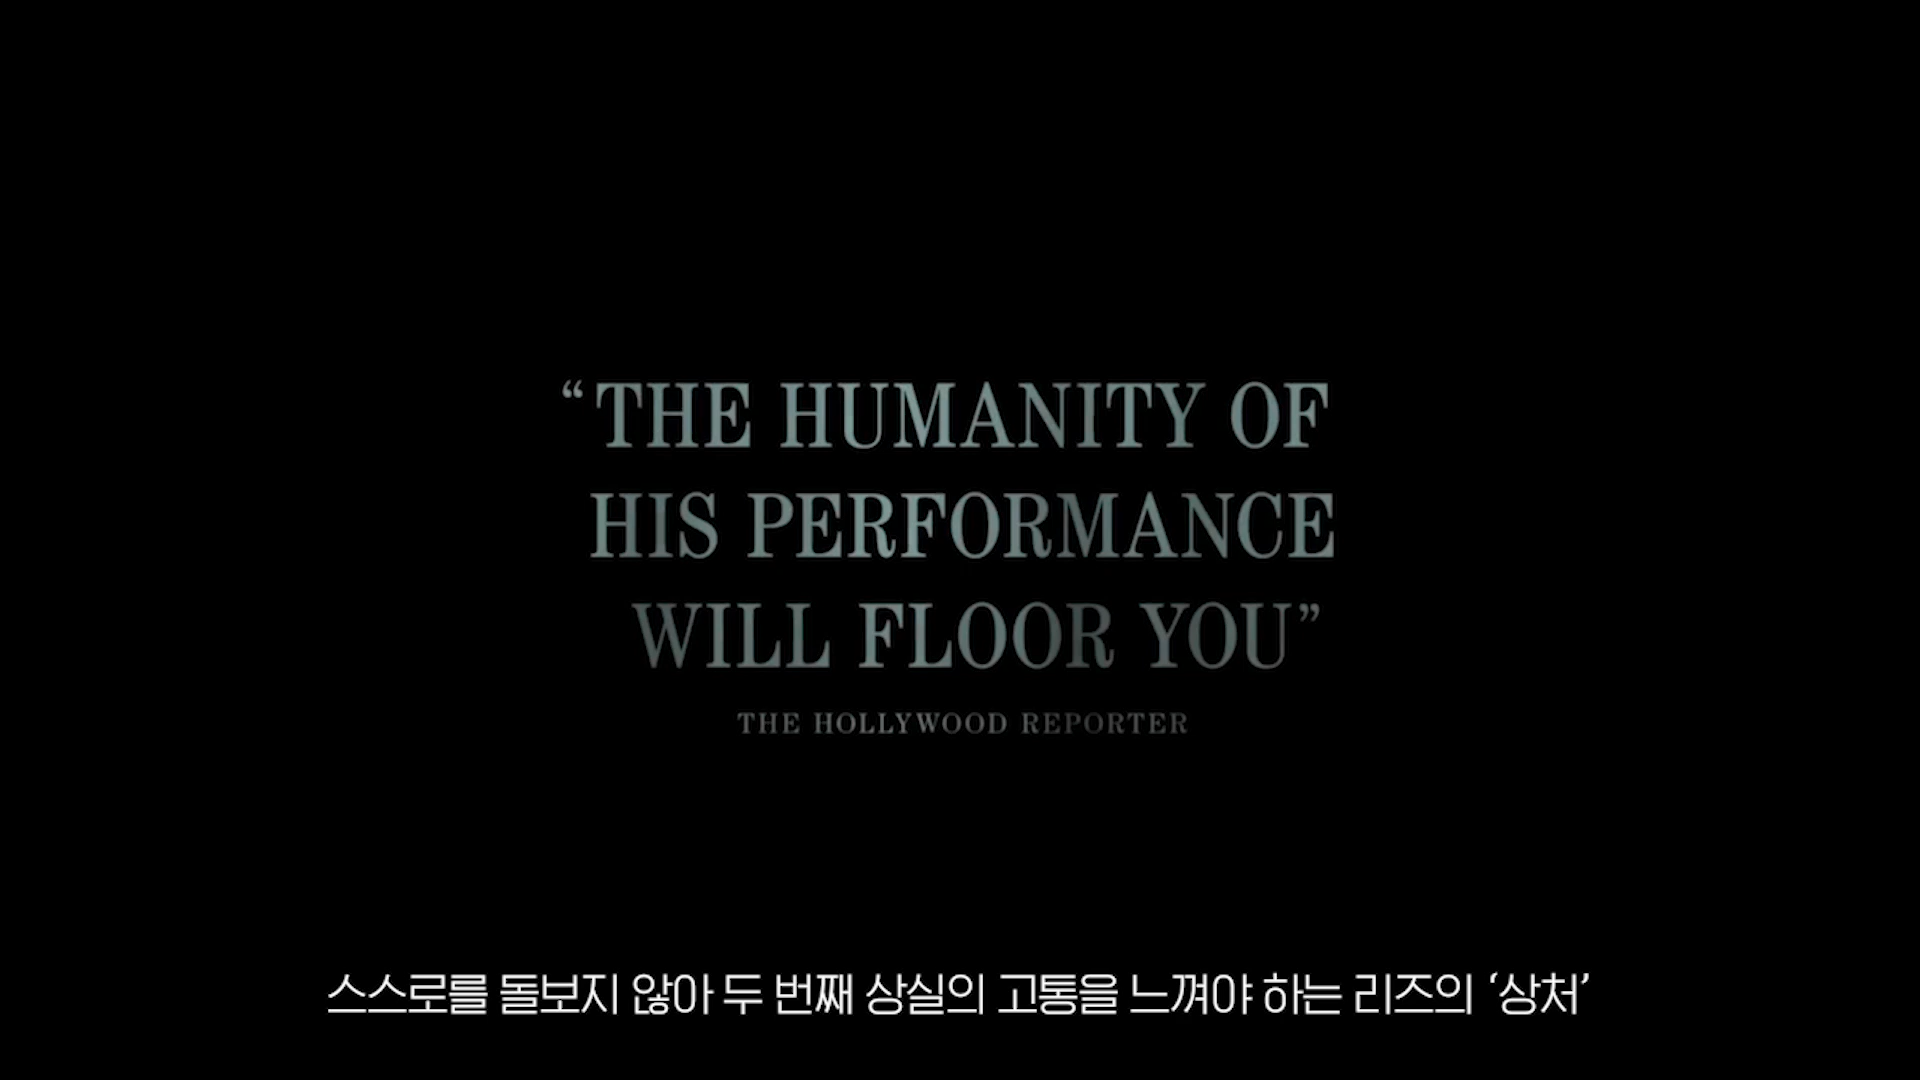 “THE HUMANITY OF
HIS PERFORMANCE
WILL FLOOR YOU”
THE HOLLYWOOD REPORTER
스스로를 돌보지 않아 두 번째 상실의 고통을 느껴야 하는 리즈의 ‘상처’